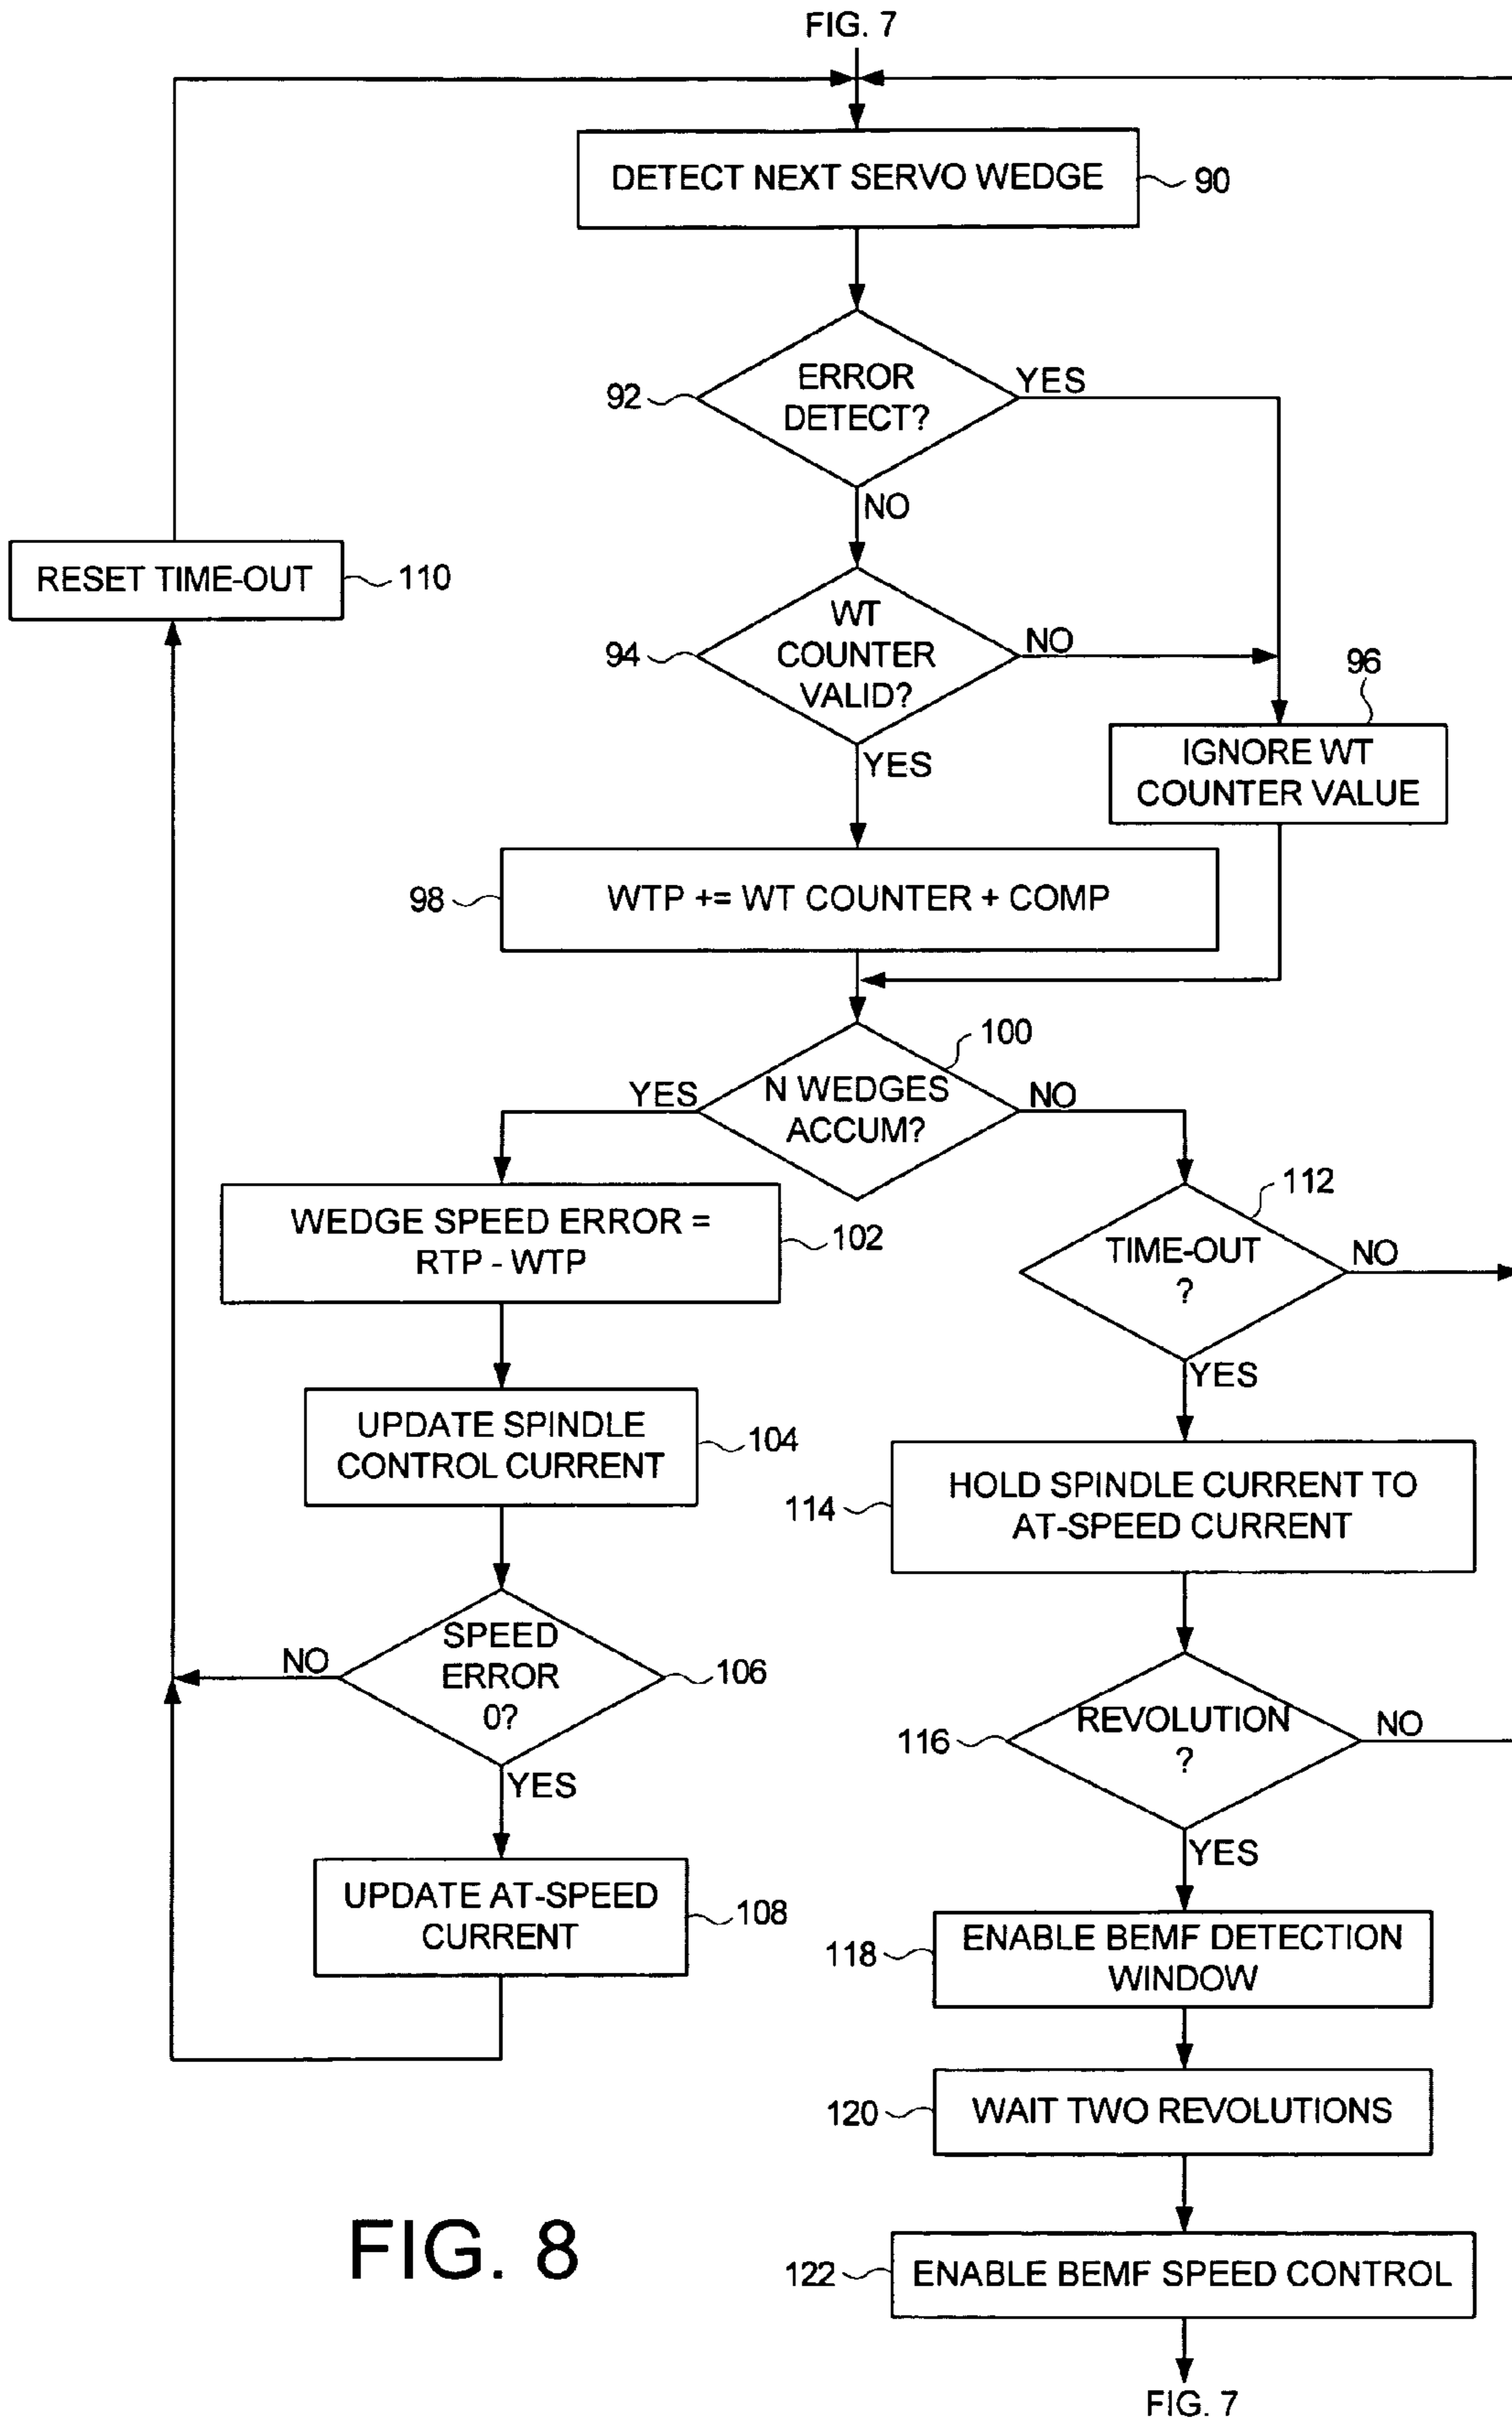 FIG. 7
DETECT NEXT SERVO WEDGE
90
ERROR
DETECT?
92
YES
NO
RESET TIME-OUT
110
WT
COUNTER
VALID?
94
NO
YES
96
IGNORE WT
COUNTER VALUE
98
WTP += WT COUNTER + COMP
100
N WEDGES
ACCUM?
YES
NO
WEDGE SPEED ERROR =
RTP - WTP
102
112
TIME-OUT
?
NO
YES
UPDATE SPINDLE
CONTROL CURRENT
104
114
HOLD SPINDLE CURRENT TO
AT-SPEED CURRENT
SPEED
ERROR
0?
106
NO
YES
116
REVOLUTION
?
NO
YES
UPDATE AT-SPEED
CURRENT
108
118
ENABLE BEMF DETECTION
WINDOW
120
WAIT TWO REVOLUTIONS
122
ENABLE BEMF SPEED CONTROL
FIG. 8
FIG. 7